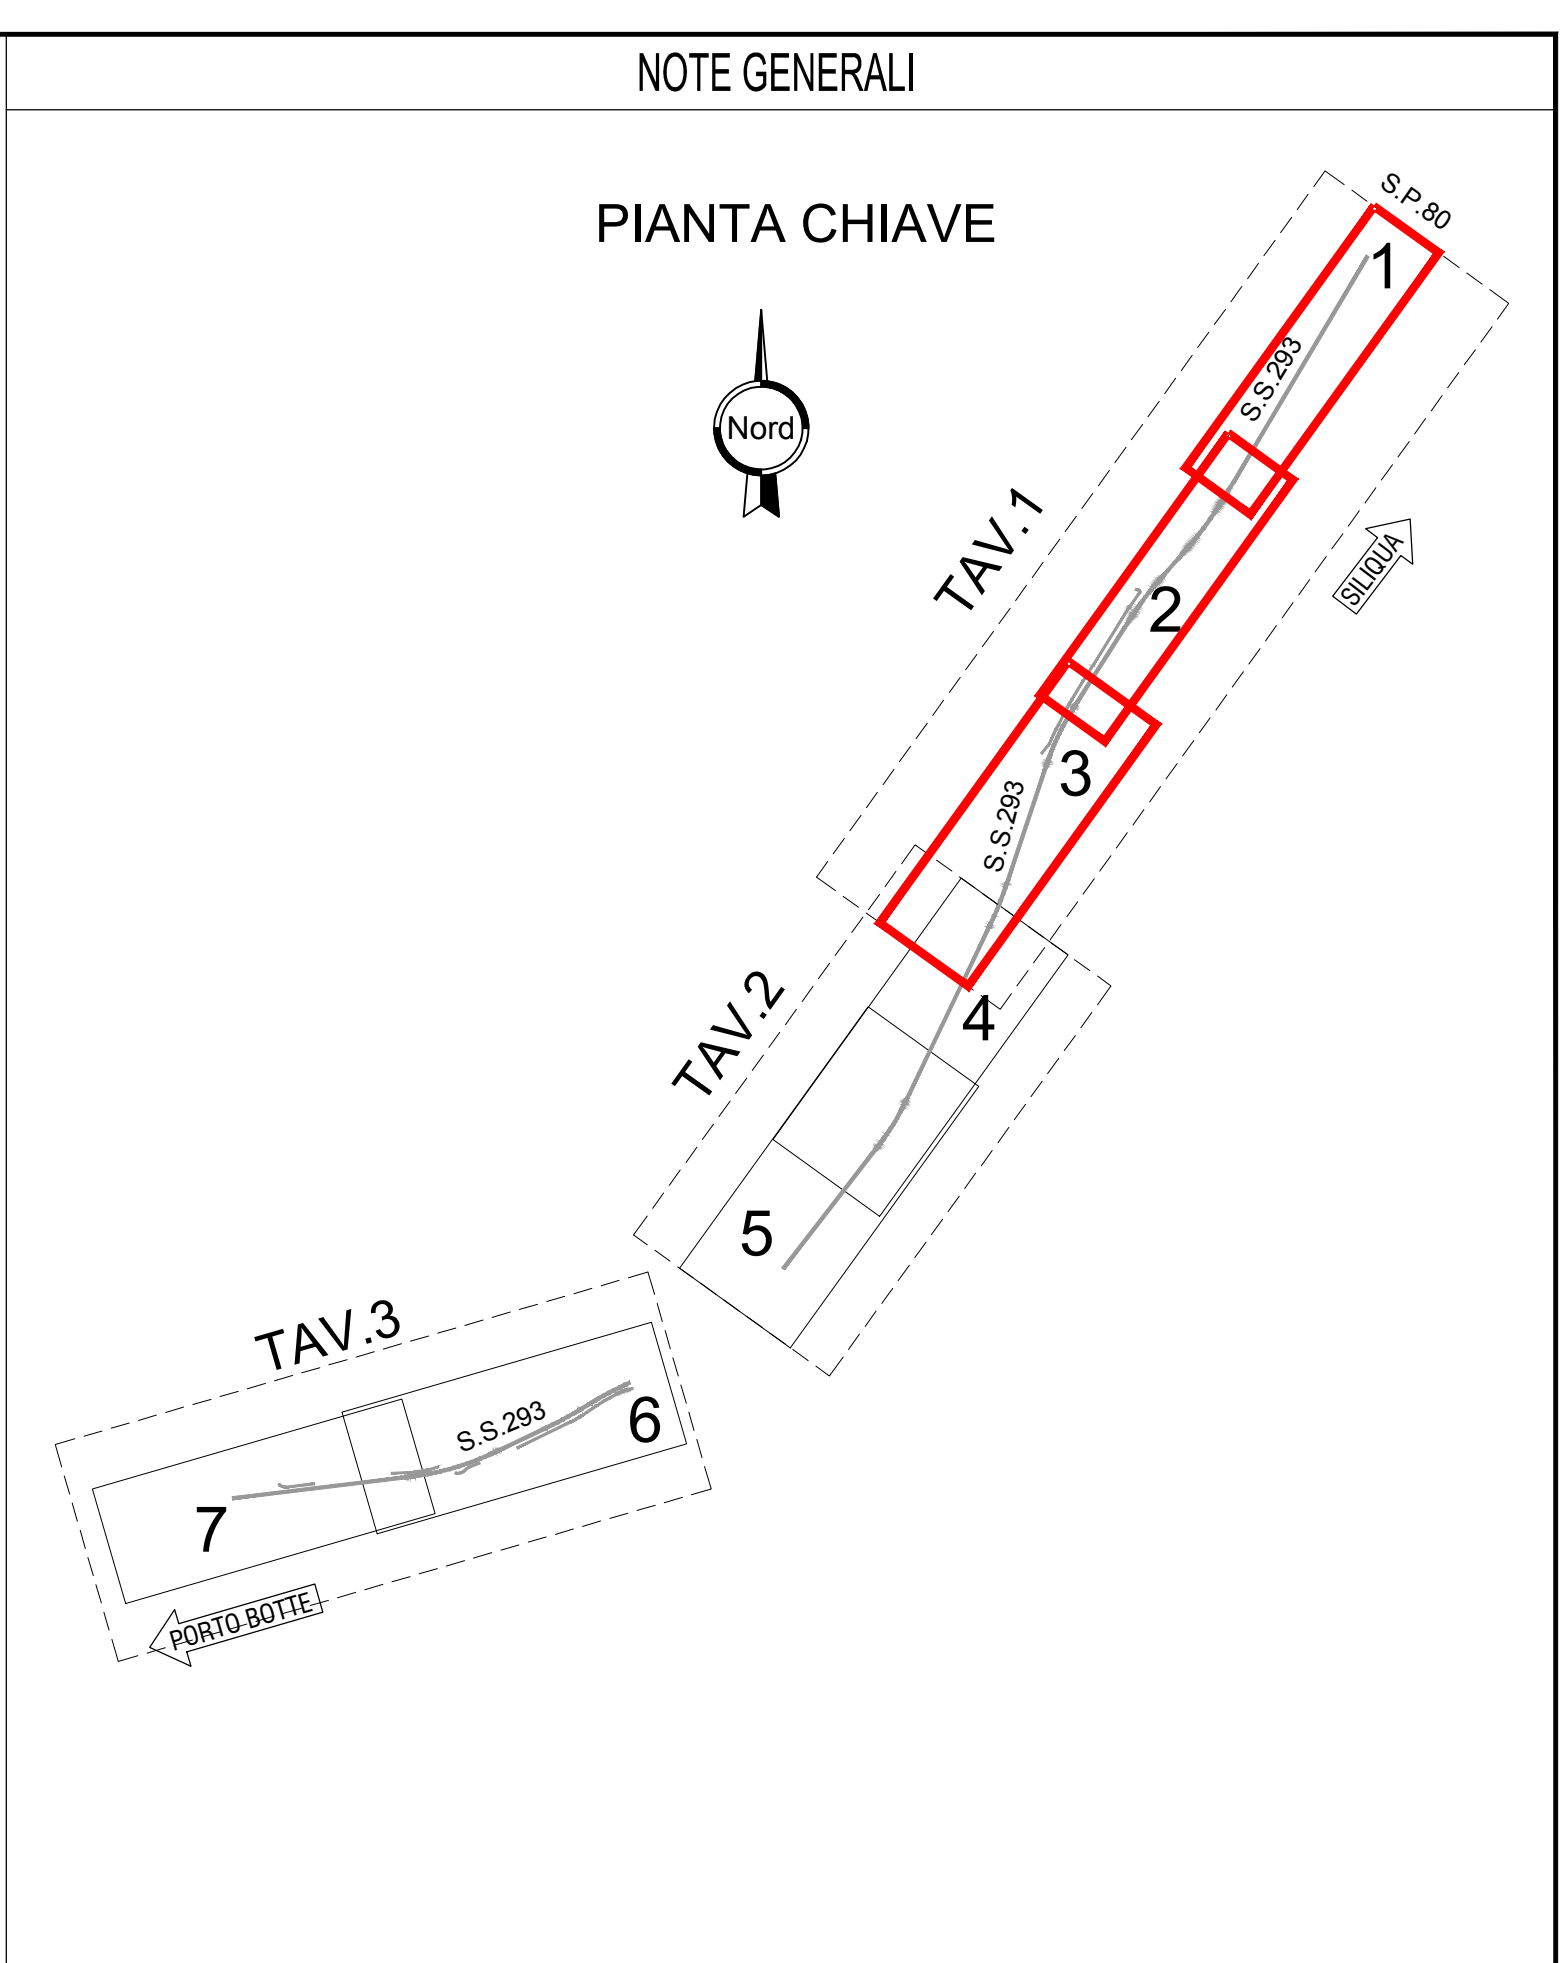 NOTE GENERALI
PIANTA CHIAVE
S.P.80
1
S.S.293
Nord
TAV.1
SILIQUA
2
3
S.S.293
TAV.2
4
5
TAV.3
S.S.293
6
7
PORTO BOTTE